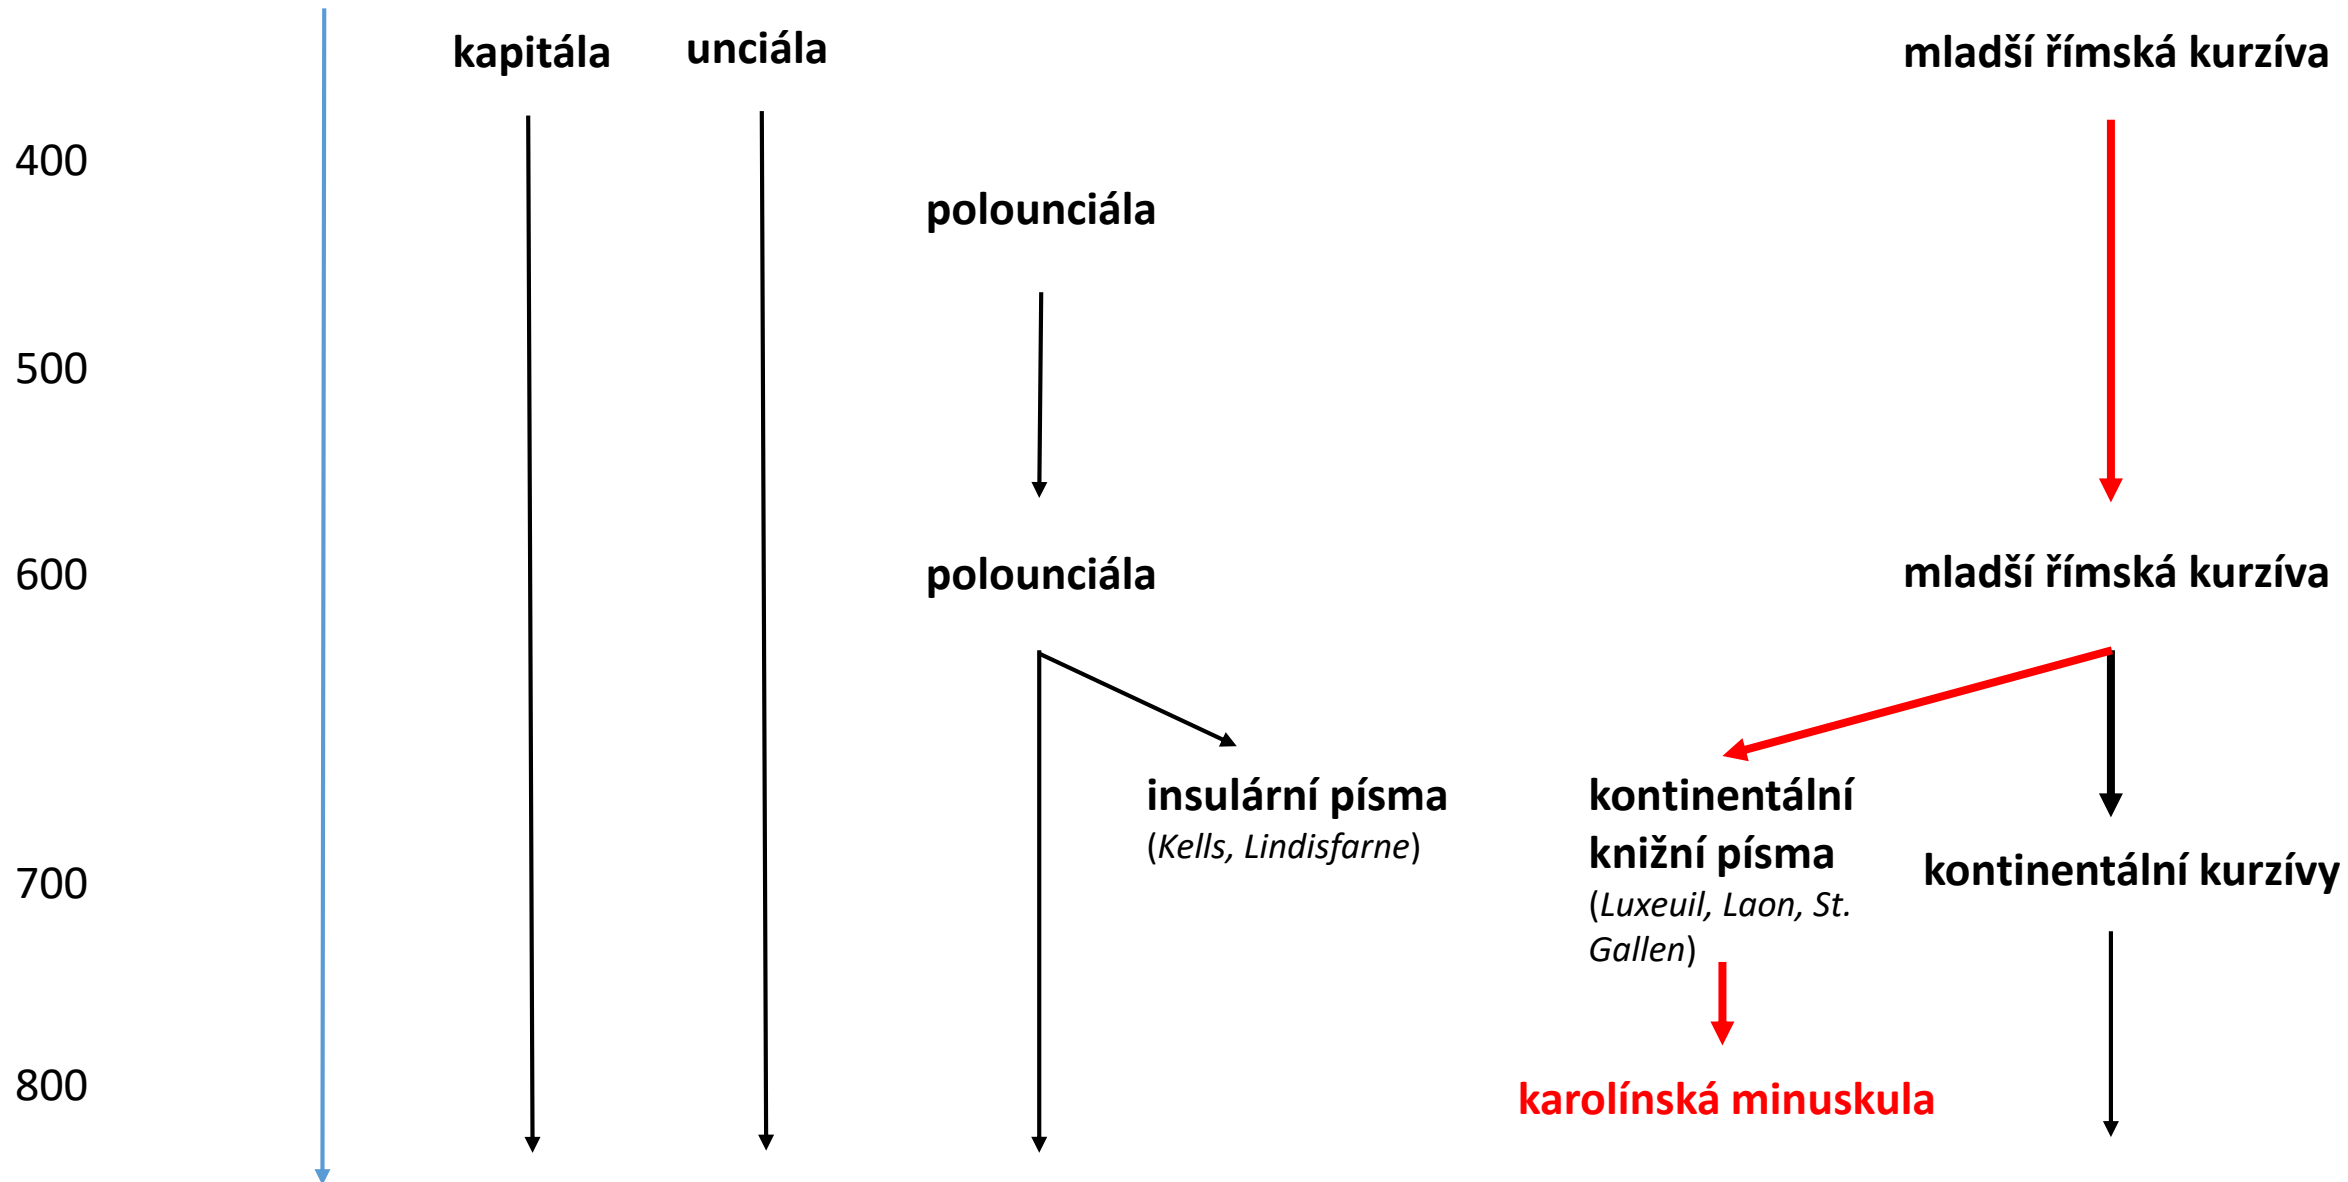 kapitála
unciála
mladší římská kurzíva
400
polounciála
500
600
polounciála
mladší římská kurzíva
insulární písma
(Kells, Lindisfarne)
kontinentální
knižní písma
(Luxeuil, Laon, St.
Gallen)
700
kontinentální kurzívy
800
karolínská minuskula